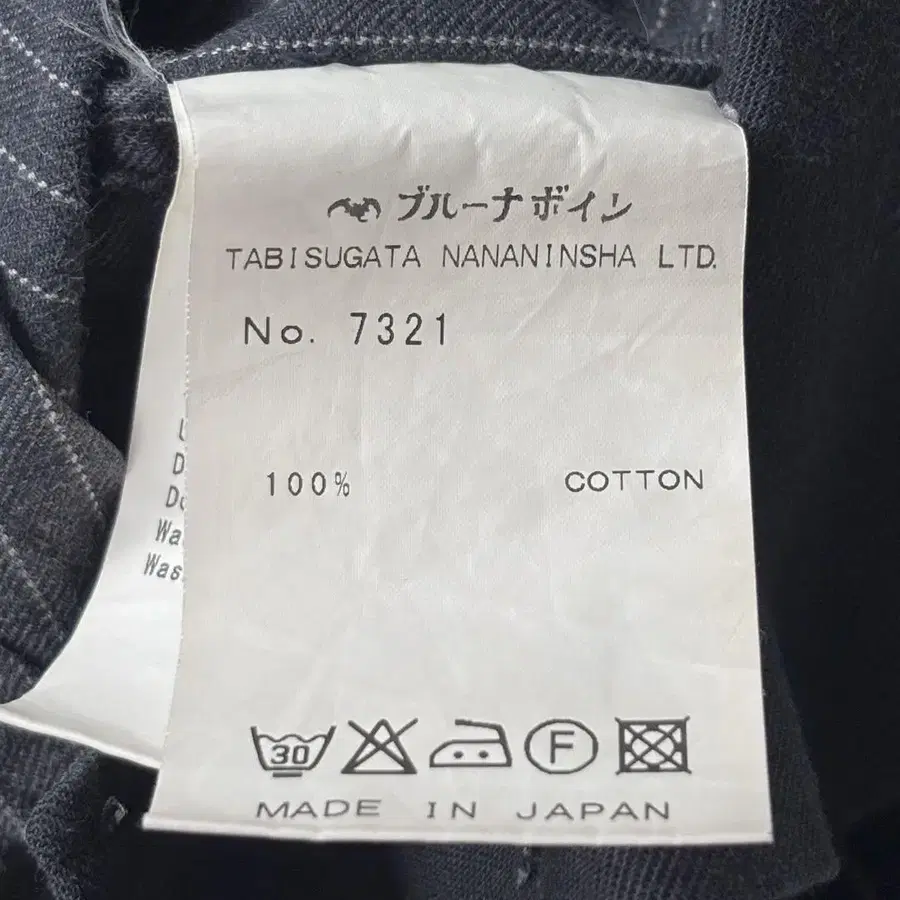 ブルーナボイン
TABISUGATA NANANINSHA LTD.
No. 7321
100% COTTON
30
F
MADE IN JAPAN